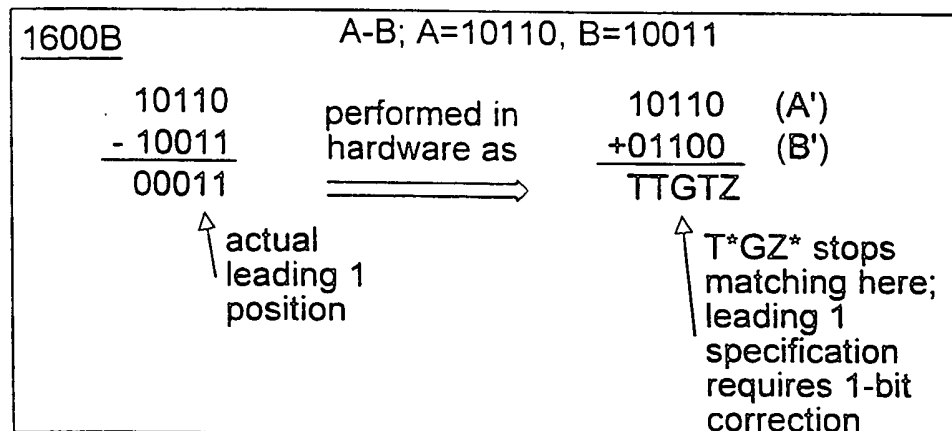 1600B
A-B; A=10110, B=10011
10110
- 10011
00011
performed in
hardware as
10110 (A')
+01100 (B')
TTGTZ
actual
leading 1
position
T*GZ* stops
matching here;
leading 1
specification
requires 1-bit
correction